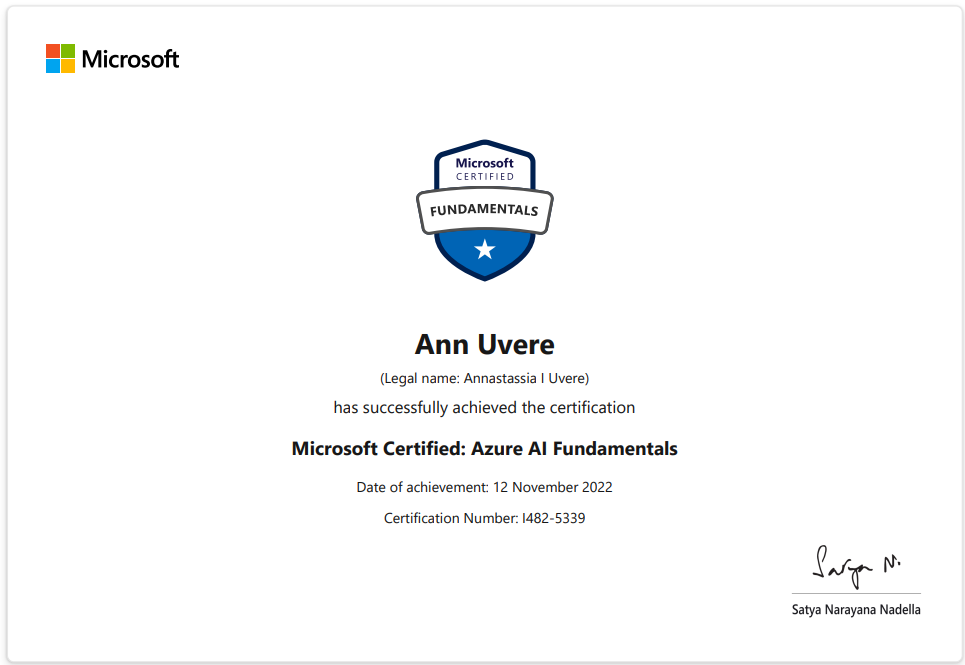 Microsoft
Microsoft
CERTIFIED
FUNDAMENTALS
Ann Uvere
(Legal name: Annastassia I Uvere)
has successfully achieved the certification
Microsoft Certified: Azure AI Fundamentals
Date of achievement: 12 November 2022
Certification Number: I482-5339
Satya N.
Satya Narayana Nadella